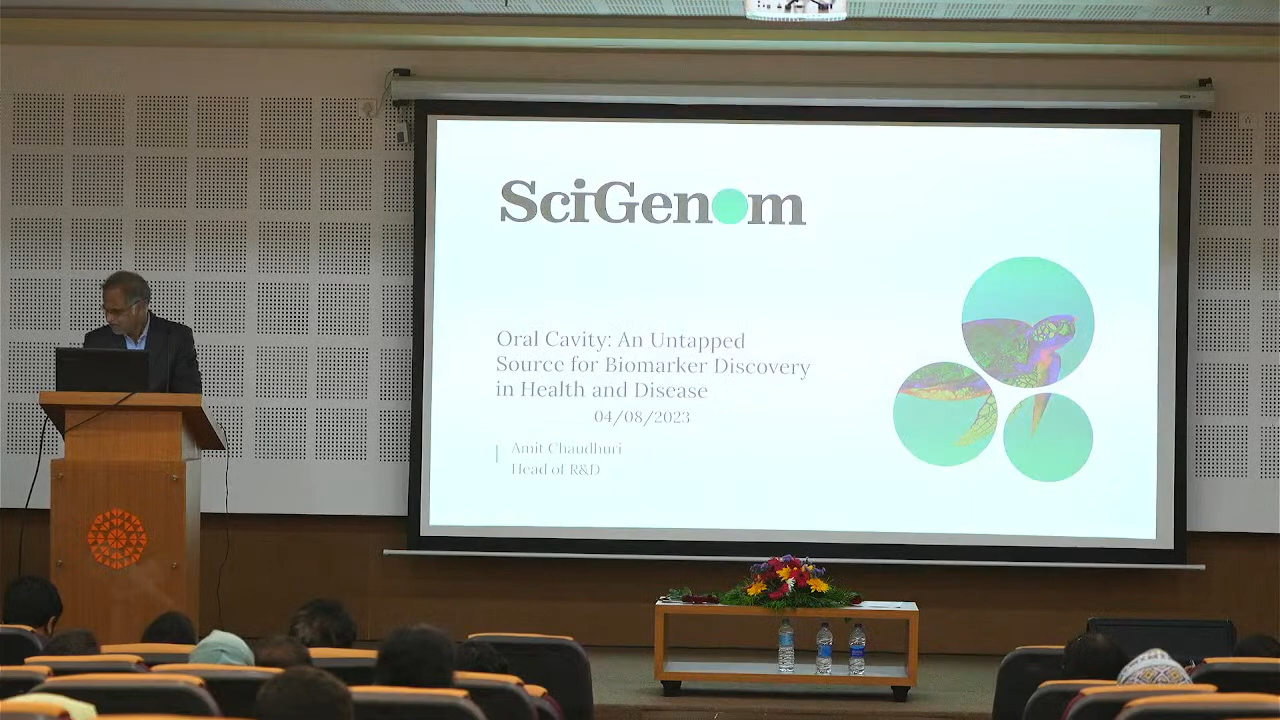 SciGenom
Oral Cavity: An Untapped
Source for Biomarker Discovery
in Health and Disease
04/08/2023
Amit Chaudhuri
Head of R&D